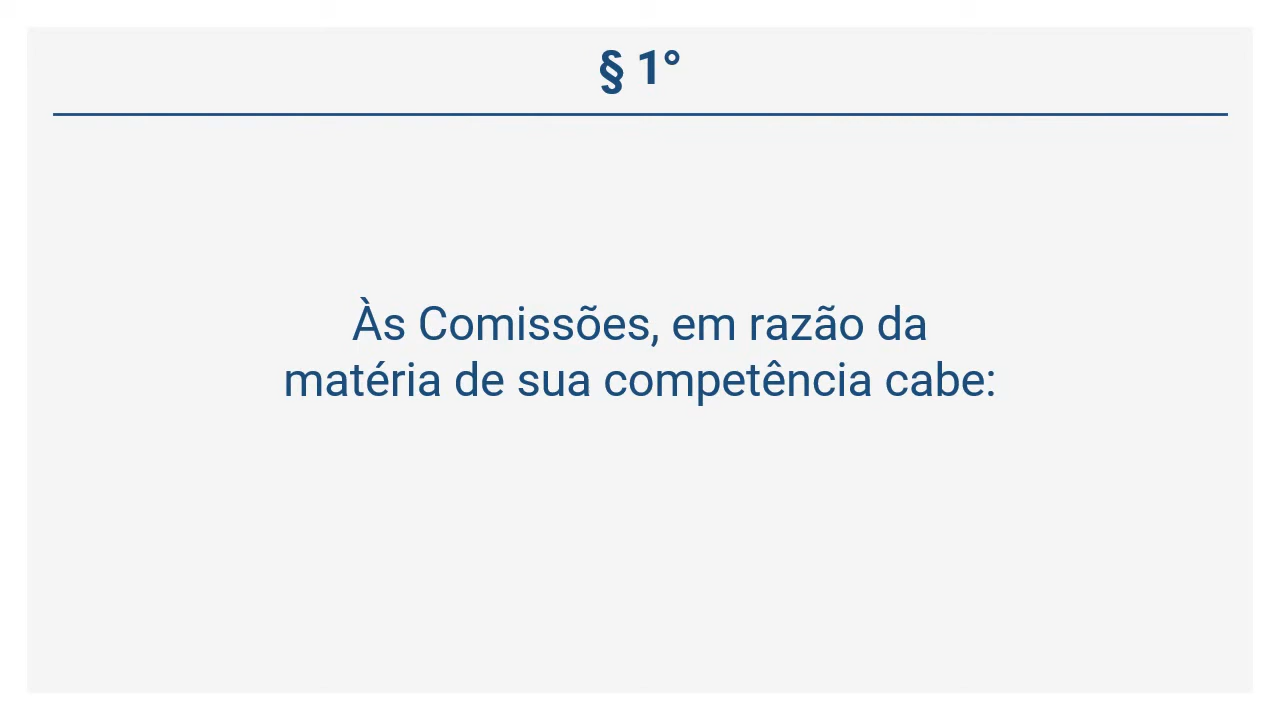 § 1°
Às Comissões, em razão da
matéria de sua competência cabe: